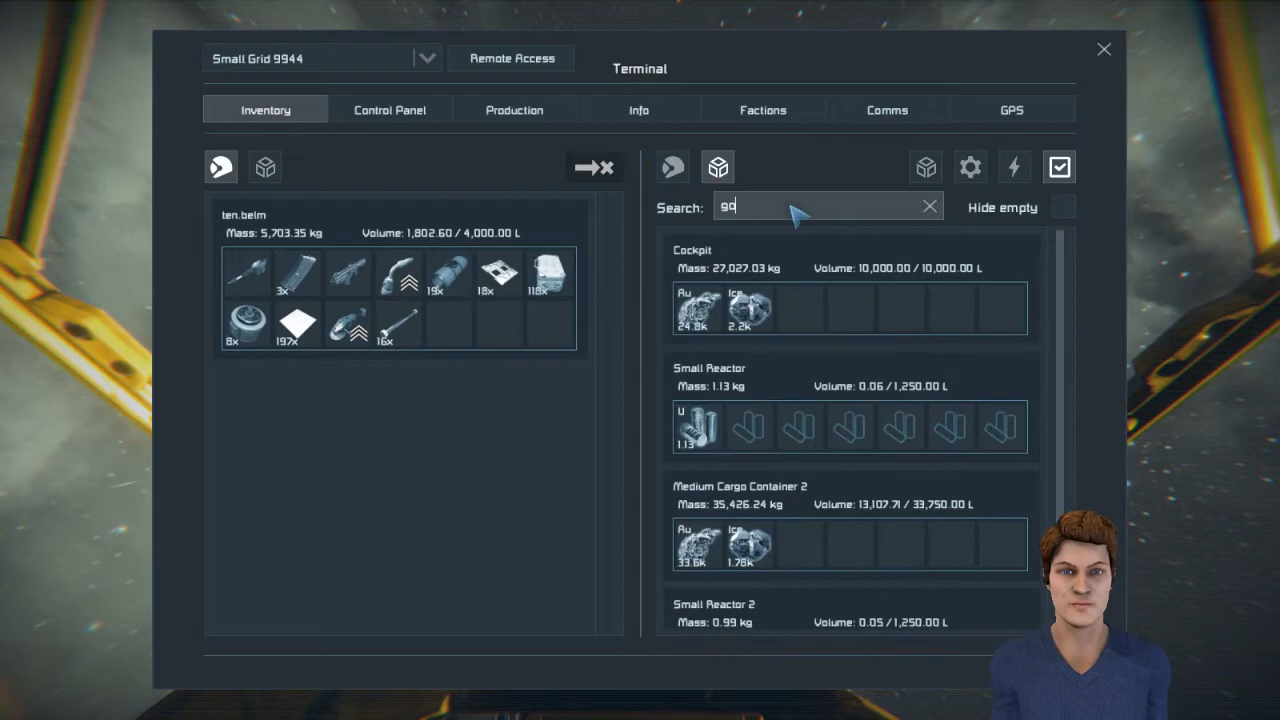 Small Grid 9944
Remote Access
Terminal
Inventory
Control Panel
Production
Info
Factions
Comms
GPS
ten.belm
Mass: 5,703.35 kg
Volume: 1,802.60 / 4,000.00 L
3x
19x
18x
118x
8x
197x
16x
Search:
go
Hide empty
Cockpit
Mass: 27,027.03 kg
Volume: 10,000.00 / 10,000.00 L
Au
Ice
24.8k
2.2k
Small Reactor
Mass: 1.13 kg
Volume: 0.06 / 1,250.00 L
U
1.13
Medium Cargo Container 2
Mass: 35,426.24 kg
Volume: 13,107.71 / 33,750.00 L
Au
Ice
33.6k
1.78k
Small Reactor 2
Mass: 0.99 kg
Volume: 0.05 / 1,250.00 L